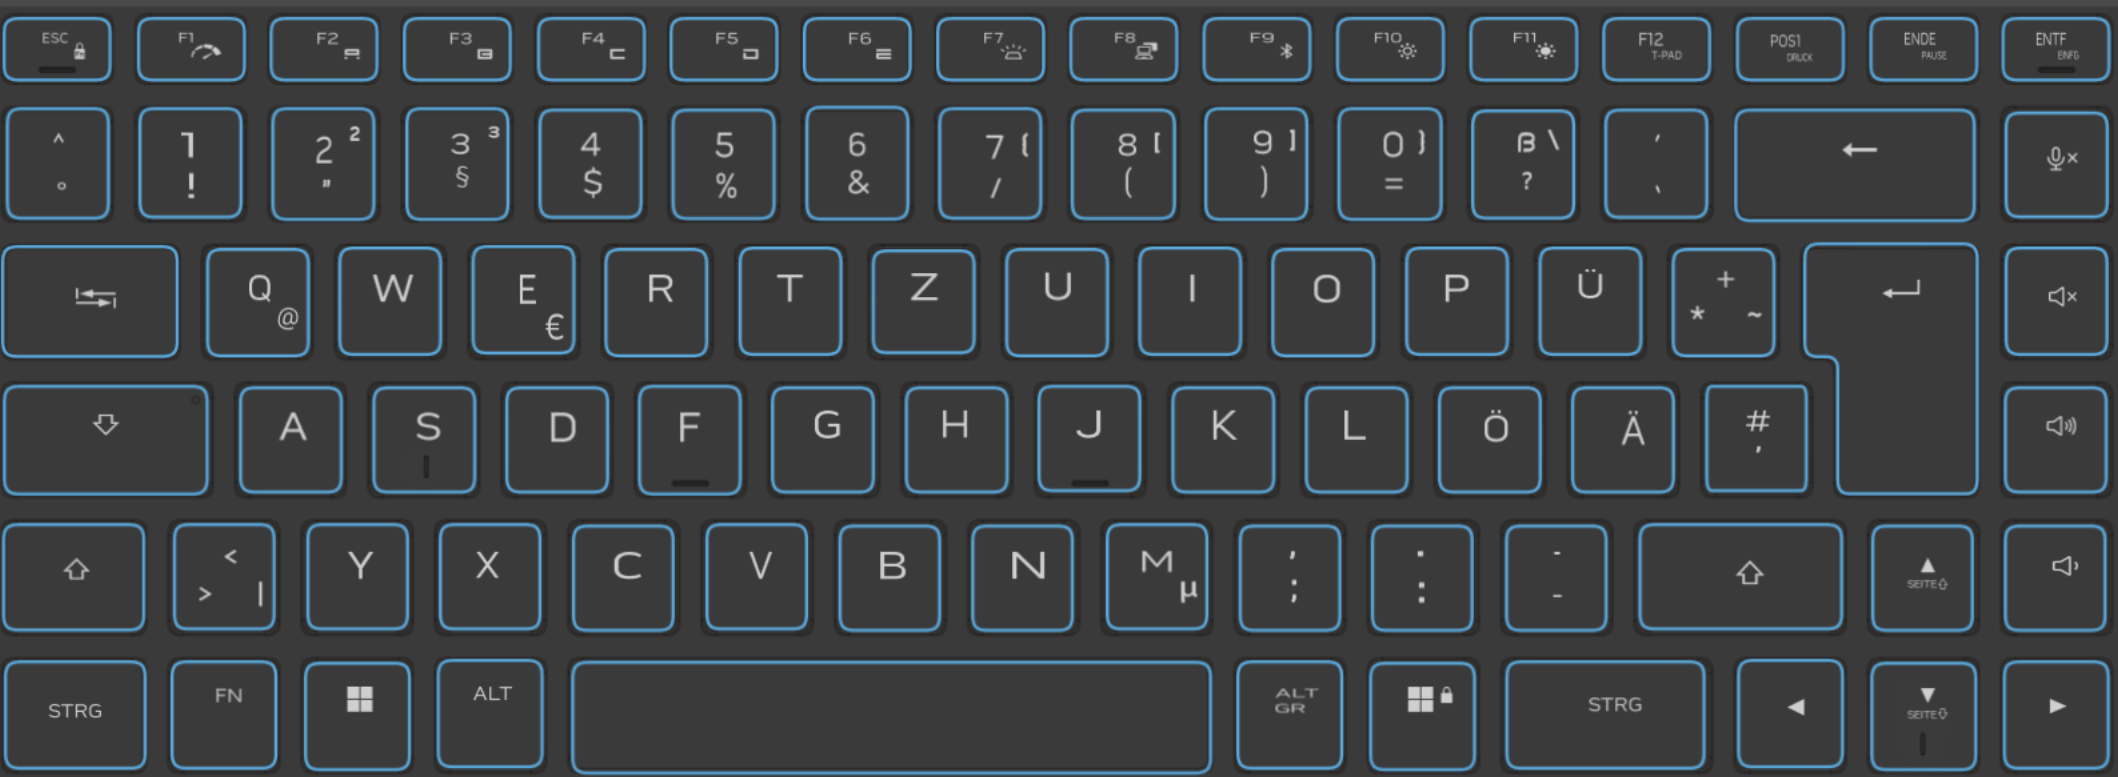 ESC F1 F2 F3 F4 F5 F6 F7 F8 F9 F10 F11 F12 POS1 ENDE ENTF
T-PAD DRUCK PAUSE EINFG
^ 1 2 ² 3 ³ 4 5 6 7 { 8 [ 9 ] 0 } ß \ ´
° ! " § $ % & / ( ) = ? `
Q W E R T Z U I O P Ü +
@ € * ~
A S D F G H J K L Ö Ä #
'
< Y X C V B N M , . -
> | µ ; : _ SEITE
STRG FN ALT ALT STRG
GR SEITE